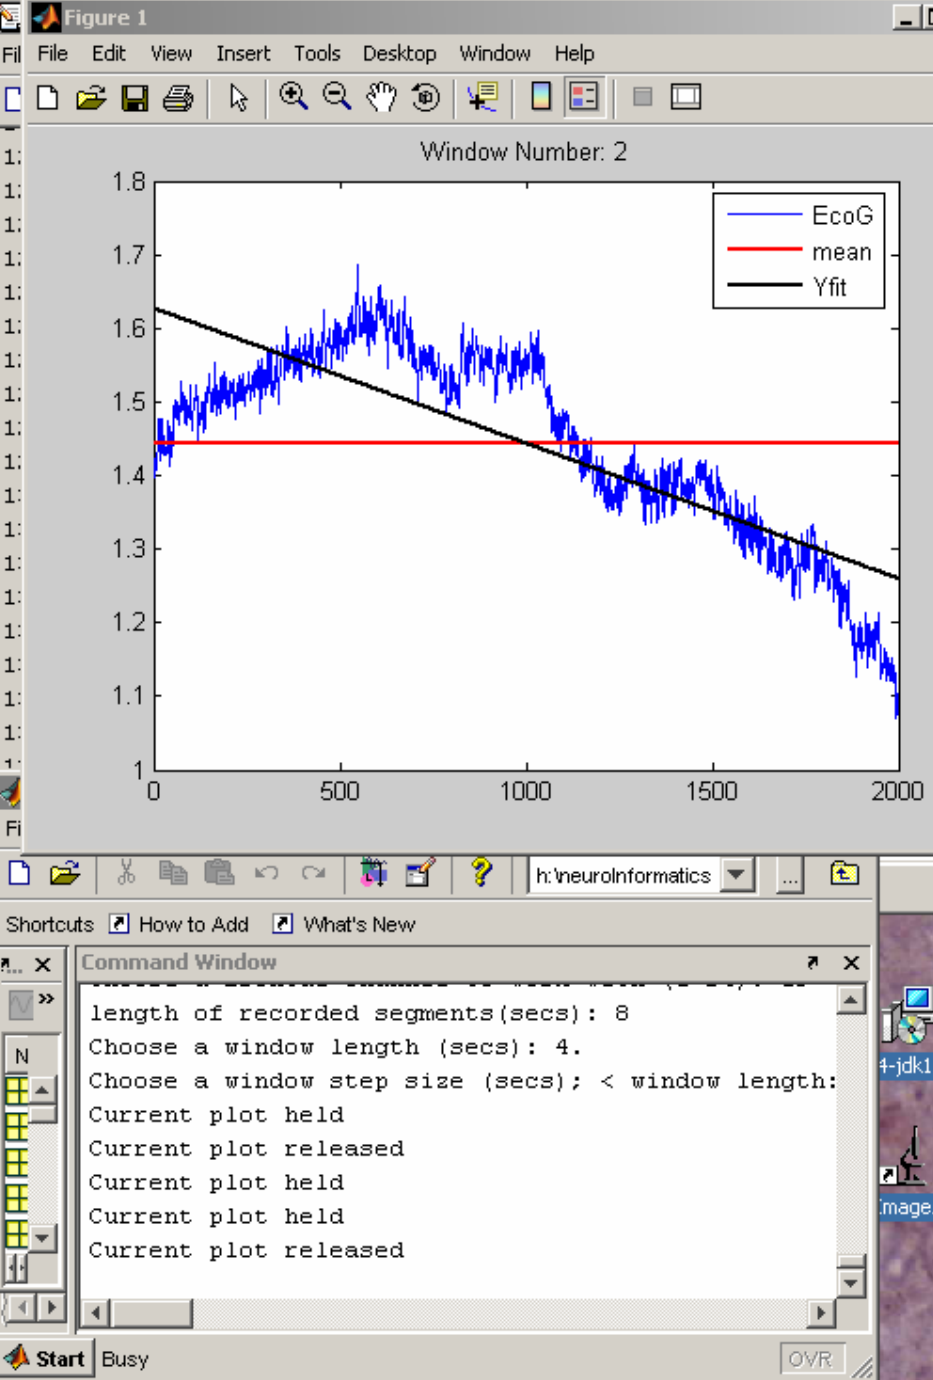 Figure 1
File Edit View Insert Tools Desktop Window Help
Window Number: 2
1.8
1.7
1.6
1.5
1.4
1.3
1.2
1.1
1
0 500 1000 1500 2000
EcoG
mean
Yfit
h:\neuroInformatics
Shortcuts How to Add What's New
Command Window
length of recorded segments(secs): 8
Choose a window length (secs): 4.
Choose a window step size (secs); < window length:
Current plot held
Current plot released
Current plot held
Current plot held
Current plot released
N
4-jdk1
Image
Start Busy
OVR